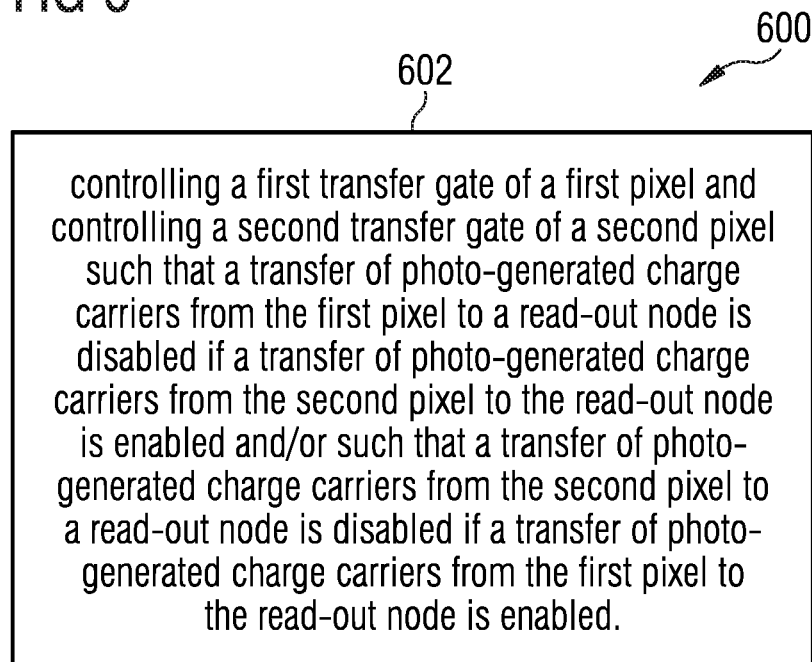 600
602
controlling a first transfer gate of a first pixel and
controlling a second transfer gate of a second pixel
such that a transfer of photo-generated charge
carriers from the first pixel to a read-out node is
disabled if a transfer of photo-generated charge
carriers from the second pixel to the read-out node
is enabled and/or such that a transfer of photo-
generated charge carriers from the second pixel to
a read-out node is disabled if a transfer of photo-
generated charge carriers from the first pixel to
the read-out node is enabled.